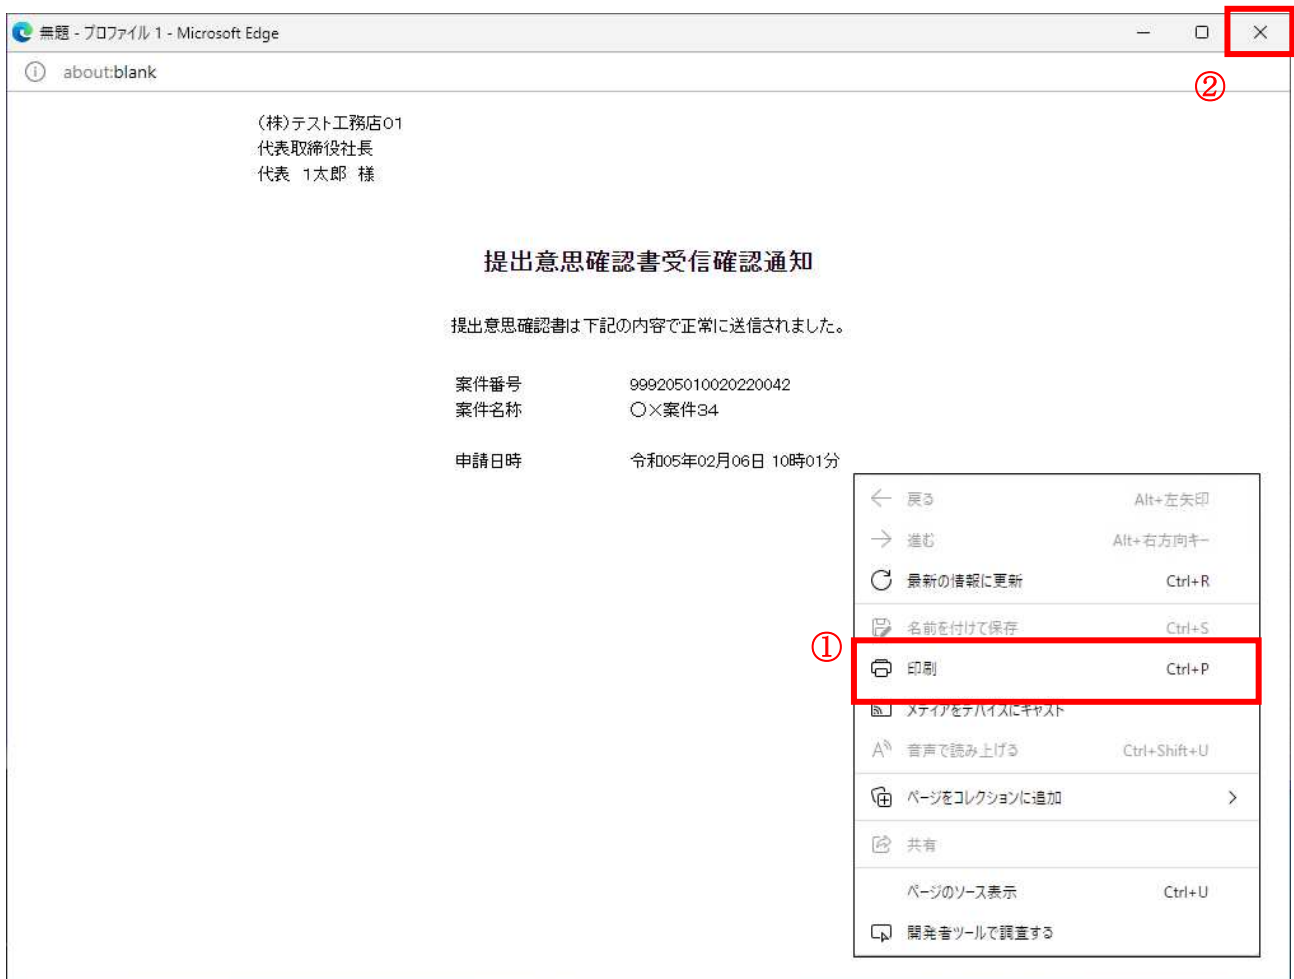 無題 - プロファイル 1 - Microsoft Edge
about:blank
②
(株)テスト工務店01
代表取締役社長
代表 1太郎 様
提出意思確認書受信確認通知
提出意思確認書は下記の内容で正常に送信されました。
案件番号 999205010020220042
案件名称 ○×案件34
申請日時 令和05年02月06日 10時01分
戻る Alt+左矢印
進む Alt+右方向キー
最新の情報に更新 Ctrl+R
名前を付けて保存 Ctrl+S
①
印刷 Ctrl+P
メディアをデバイスにキャスト
音声で読み上げる Ctrl+Shift+U
ページをコレクションに追加
共有
ページのソース表示 Ctrl+U
開発者ツールで調査する